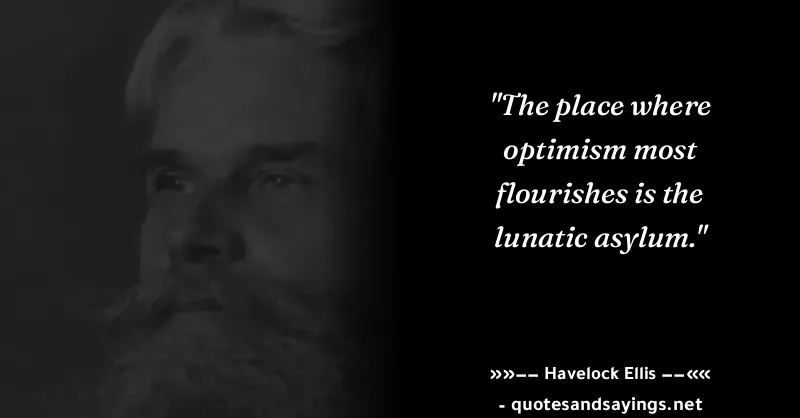 "The place where
optimism most
flourishes is the
lunatic asylum."
»»–– Havelock Ellis ––««
- quotesandsayings.net